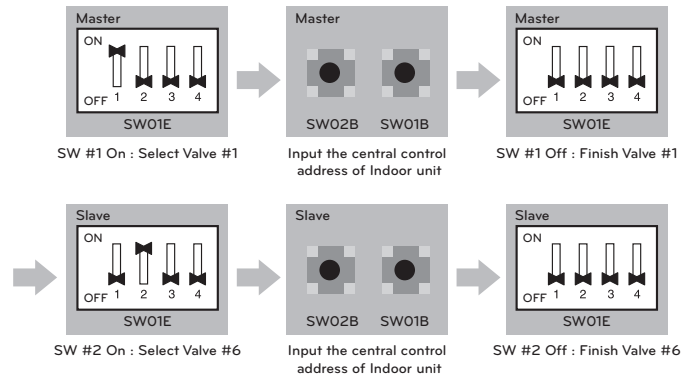 Master
ON
OFF 1 2 3 4
SW01E
SW #1 On : Select Valve #1
Master
SW02B SW01B
Input the central control
address of Indoor unit
Master
ON
OFF 1 2 3 4
SW01E
SW #1 Off : Finish Valve #1
Slave
ON
OFF 1 2 3 4
SW01E
SW #2 On : Select Valve #6
Slave
SW02B SW01B
Input the central control
address of Indoor unit
Slave
ON
OFF 1 2 3 4
SW01E
SW #2 Off : Finish Valve #6